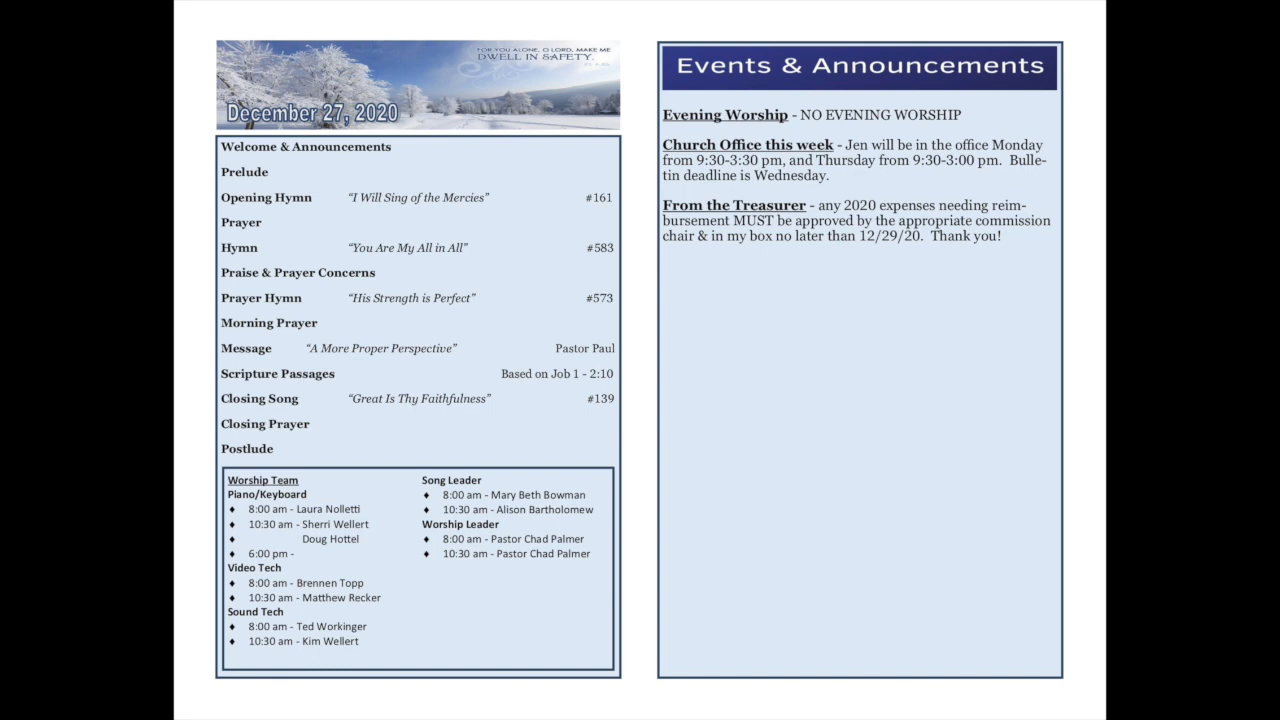 FOR YOU ALONE, O LORD, MAKE ME
DWELL IN SAFETY.
December 27, 2020
Welcome & Announcements
Prelude
Opening Hymn “I Will Sing of the Mercies” #161
Prayer
Hymn “You Are My All in All” #583
Praise & Prayer Concerns
Prayer Hymn “His Strength is Perfect” #573
Morning Prayer
Message “A More Proper Perspective” Pastor Paul
Scripture Passages Based on Job 1 - 2:10
Closing Song “Great Is Thy Faithfulness” #139
Closing Prayer
Postlude
Worship Team
Piano/Keyboard
♦ 8:00 am - Laura Nolletti
♦ 10:30 am - Sherri Wellert
♦ Doug Hottel
♦ 6:00 pm -
Video Tech
♦ 8:00 am - Brennen Topp
♦ 10:30 am - Matthew Recker
Sound Tech
♦ 8:00 am - Ted Workinger
♦ 10:30 am - Kim Wellert
Song Leader
♦ 8:00 am - Mary Beth Bowman
♦ 10:30 am - Alison Bartholomew
Worship Leader
♦ 8:00 am - Pastor Chad Palmer
♦ 10:30 am - Pastor Chad Palmer
Events & Announcements
Evening Worship - NO EVENING WORSHIP
Church Office this week - Jen will be in the office Monday
from 9:30-3:30 pm, and Thursday from 9:30-3:00 pm. Bulle-
tin deadline is Wednesday.
From the Treasurer - any 2020 expenses needing reim-
bursement MUST be approved by the appropriate commission
chair & in my box no later than 12/29/20. Thank you!